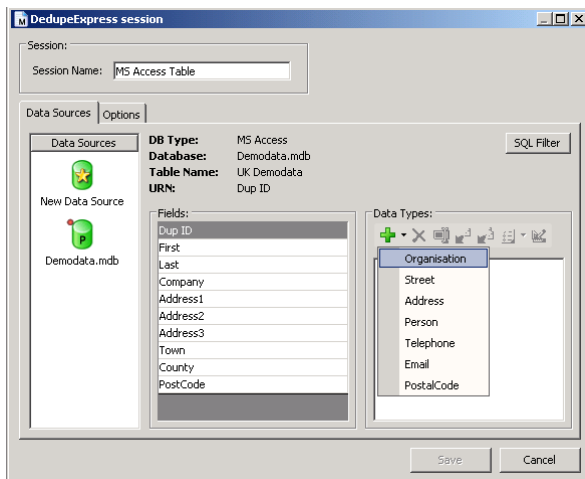 DedupeExpress session
Session:
Session Name: MS Access Table
Data Sources Options
Data Sources
New Data Source
Demodata.mdb
DB Type: MS Access
Database: Demodata.mdb
Table Name: UK Demodata
URN: Dup ID
SQL Filter
Fields:
Dup ID
First
Last
Company
Address1
Address2
Address3
Town
County
PostCode
Data Types:
Organisation
Street
Address
Person
Telephone
Email
PostalCode
Save Cancel